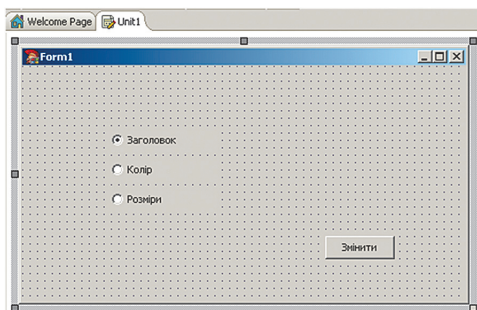 Welcome Page Unit1
Form1
Заголовок
Колір
Розміри
Змінити